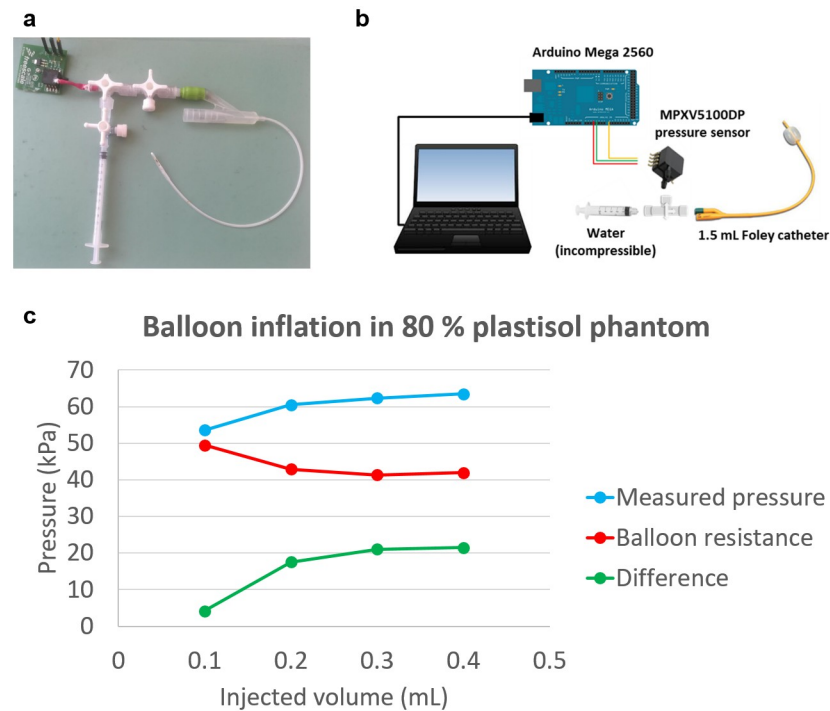 a
b
Arduino Mega 2560
MPXV5100DP
pressure sensor
Water
(incompressible)
1.5 mL Foley catheter
c
Balloon inflation in 80 % plastisol phantom
Pressure (kPa)
70
60
50
40
30
20
10
0
0
0.1
0.2
0.3
0.4
0.5
Injected volume (mL)
Measured pressure
Balloon resistance
Difference